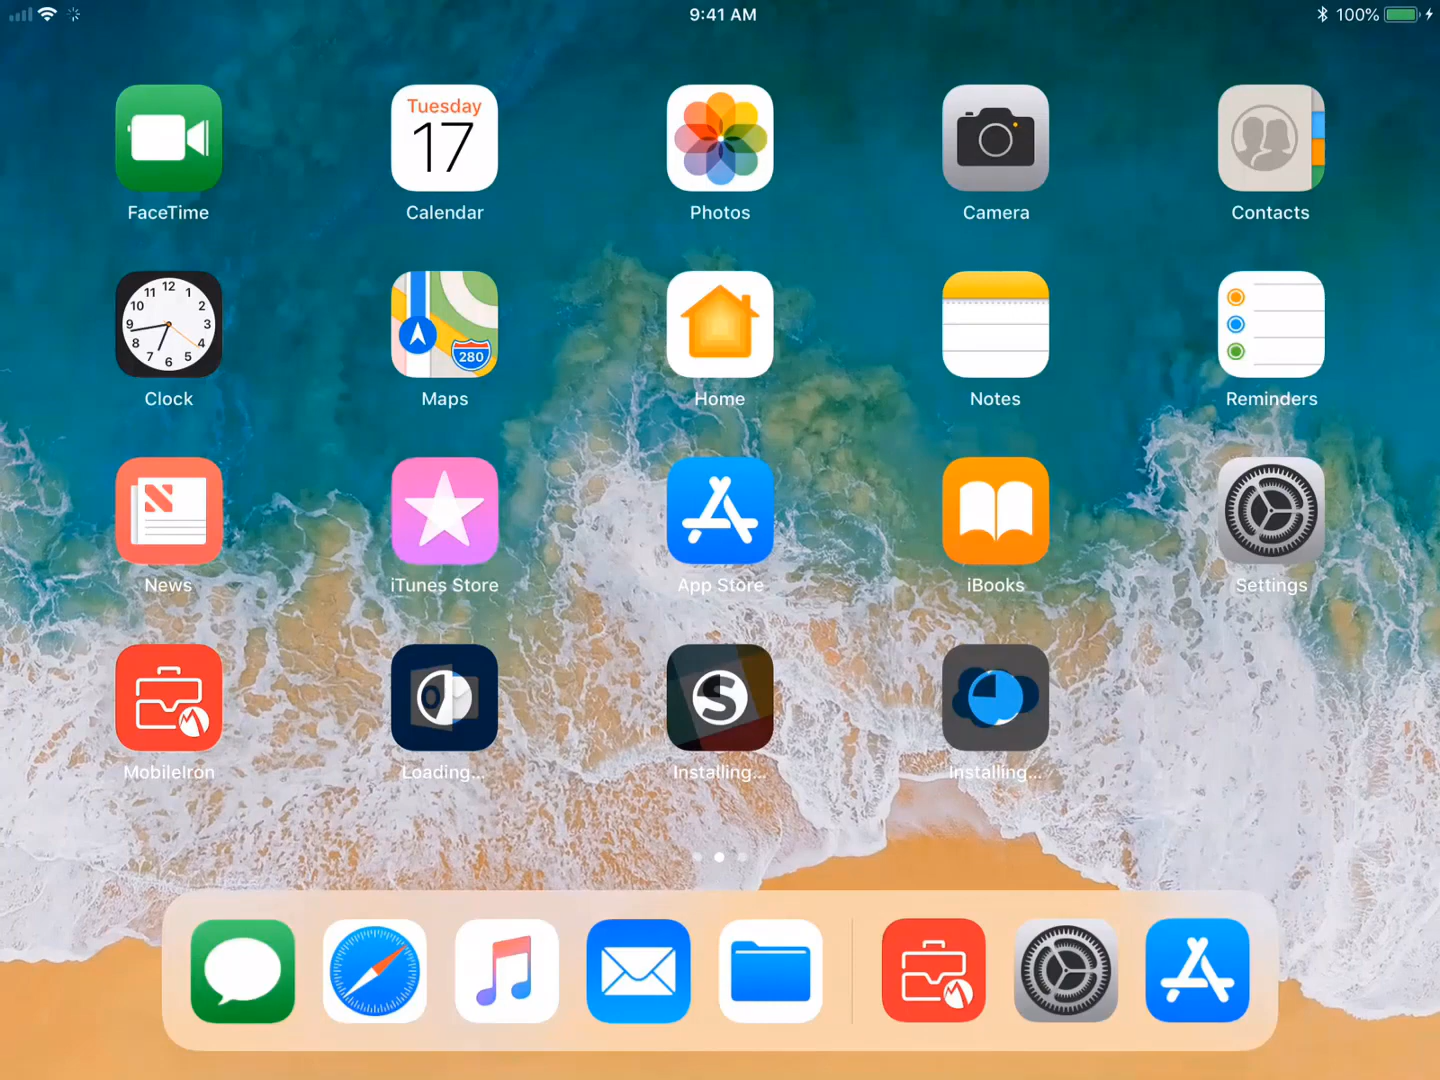 9:41 AM
100%
Tuesday
17
FaceTime
Calendar
Photos
Camera
Contacts
12
11
1
10
2
9
3
8
4
7
5
6
280
Clock
Maps
Home
Notes
Reminders
News
iTunes Store
App Store
iBooks
Settings
S
MobileIron
Loading...
Installing...
Installing...